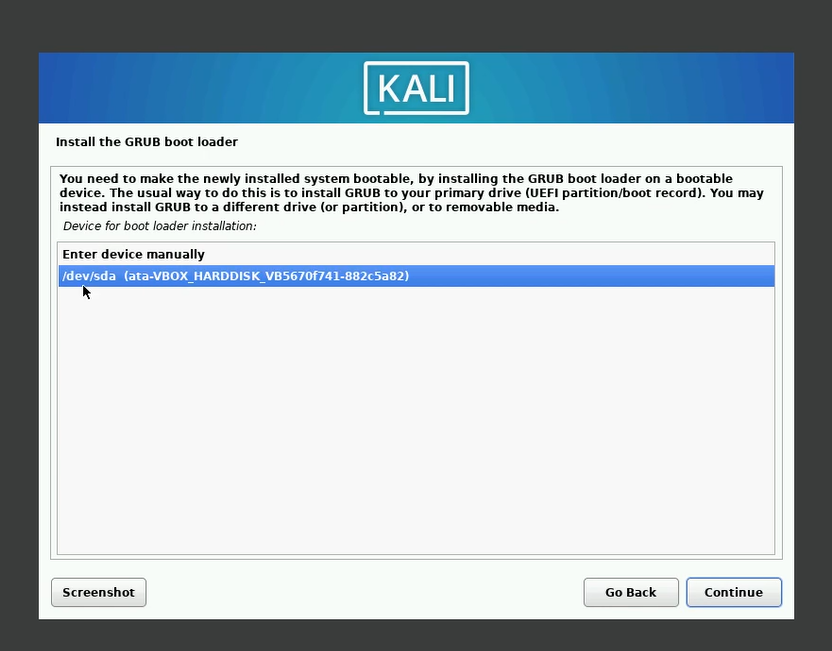 KALI
Install the GRUB boot loader
You need to make the newly installed system bootable, by installing the GRUB boot loader on a bootable
device. The usual way to do this is to install GRUB to your primary drive (UEFI partition/boot record). You may
instead install GRUB to a different drive (or partition), or to removable media.
Device for boot loader installation:
Enter device manually
/dev/sda (ata-VBOX_HARDDISK_VB5670f741-882c5a82)
Screenshot
Go Back
Continue